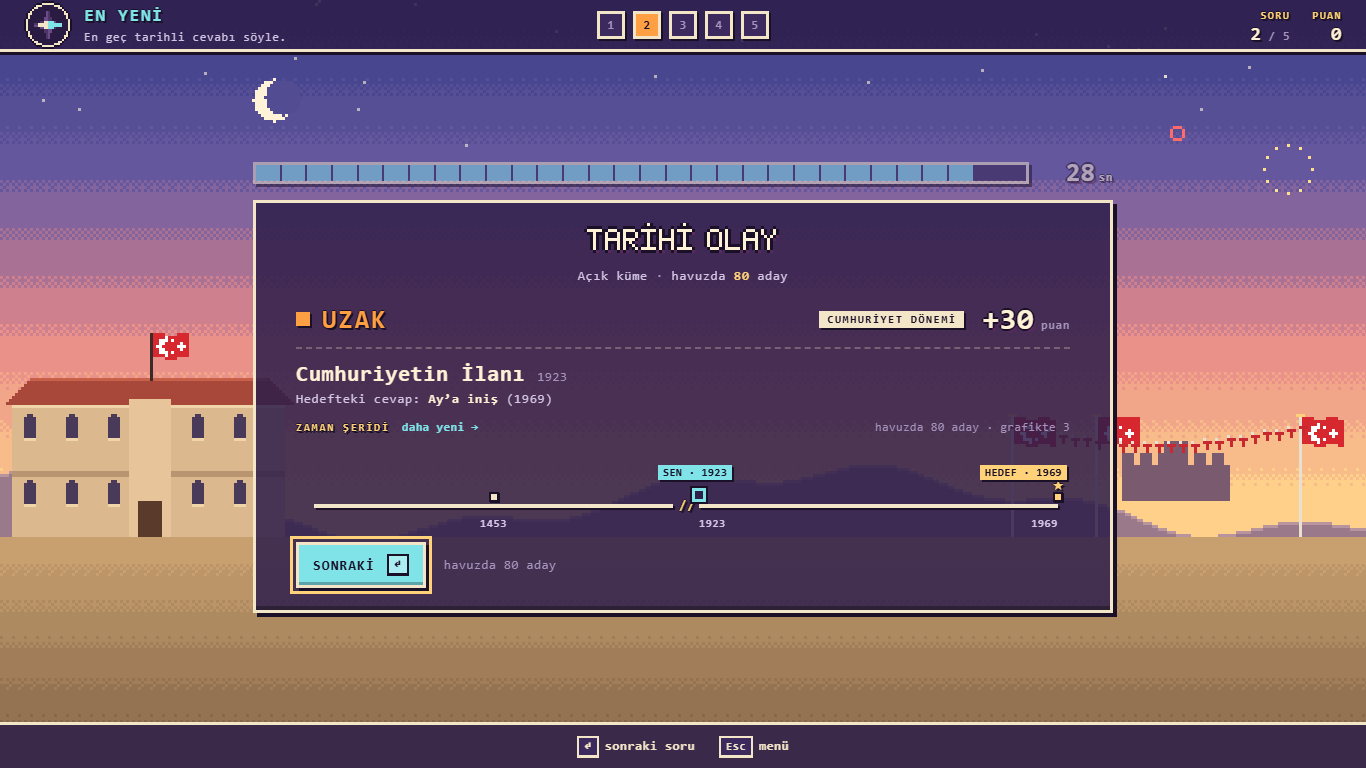 EN YENİ
En geç tarihli cevabı söyle.
1 2 3 4 5
SORU PUAN
2 / 5 0
28 sn
TARİHİ OLAY
Açık küme · havuzda 80 aday
UZAK
CUMHURİYET DÖNEMİ +30 puan
Cumhuriyetin İlanı 1923
Hedefteki cevap: Ay’a iniş (1969)
ZAMAN ŞERİDİ daha yeni →
havuzda 80 aday · grafikte 3
SEN · 1923
HEDEF · 1969
//
1453 1923 1969
SONRAKİ ↲
havuzda 80 aday
↲ sonraki soru Esc menü